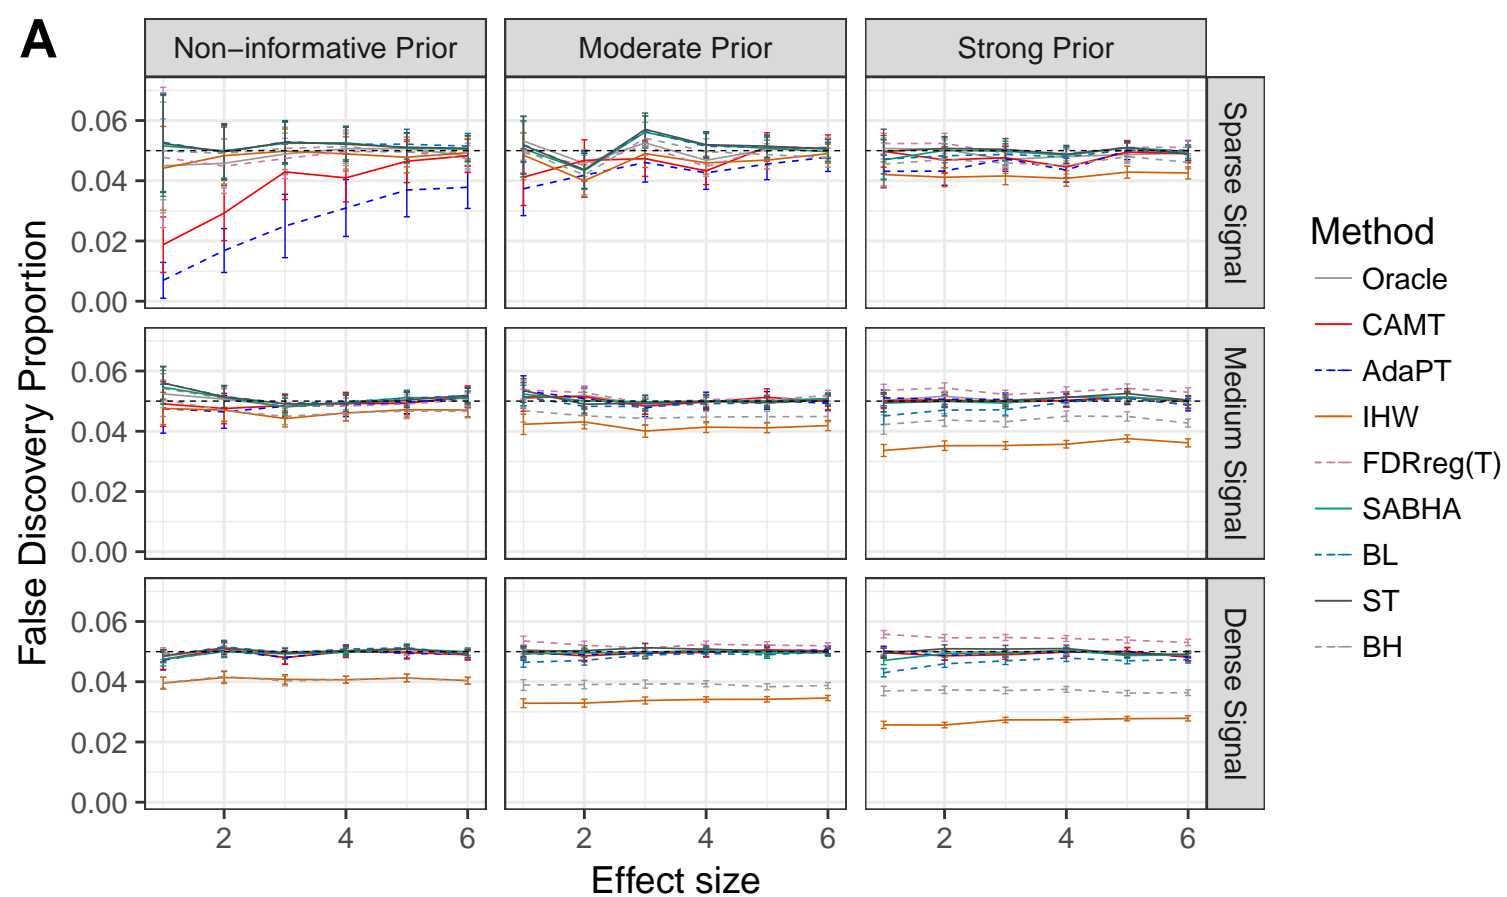 A
Non−informative Prior
Moderate Prior
Strong Prior
False Discovery Proportion
0.06
0.04
0.02
0.00
Sparse Signal
0.06
0.04
0.02
0.00
Medium Signal
0.06
0.04
0.02
0.00
Dense Signal
2 4 6
2 4 6
2 4 6
Effect size
Method
Oracle
CAMT
AdaPT
IHW
FDRreg(T)
SABHA
BL
ST
BH